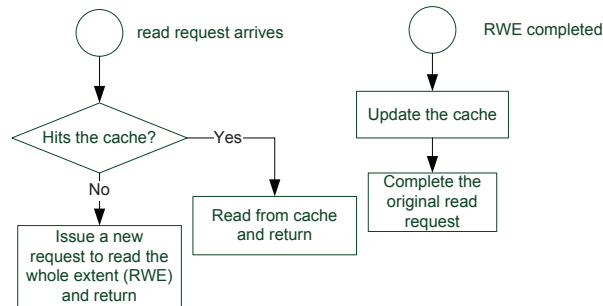 read request arrives
Hits the cache?
Yes
No
Issue a new
request to read the
whole extent (RWE)
and return
Read from cache
and return
RWE completed
Update the cache
Complete the
original read
request